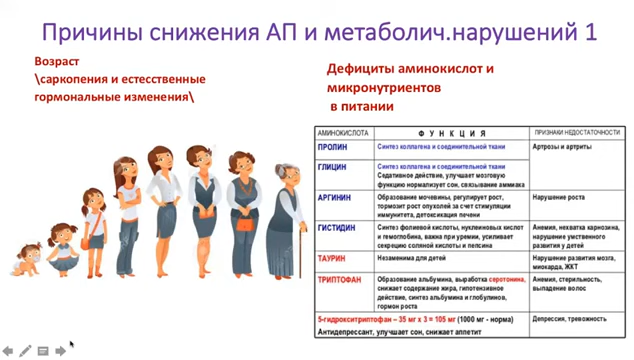 Причины снижения АП и метаболич.нарушений 1
Возраст
\саркопения и естесственные
гормональные изменения\
Дефициты аминокислот и
микронутриентов
в питании
АМИНОКИСЛОТА ФУНКЦИЯ ПРИЗНАКИ НЕДОСТАТОЧНОСТИ
ПРОЛИН Синтез коллагена и соединительной ткани Артрозы и артриты
ГЛИЦИН Синтез коллагена и соединительной ткани
Седативное действие, улучшает мозговую
функцию нормализует сон, связывание аммиака
АРГИНИН Образование мочевины, регулирует рост, Нарушение роста
тормозит рост опухолей за счет стимуляции
иммунитета, детоксикация печени
ГИСТИДИН Синтез фолиевой кислоты, нуклеиновых кислот Анемия, нехватка карнозина,
и гемоглобина, важна при уремии, усиливает нарушение умственного
секрецию соляной кислоты и пепсина развития у детей
ТАУРИН Незаменима для детей Нарушение развития мозга,
миокарда, ЖКТ
ТРИПТОФАН Образование альбумина, выработка серотонина, Анемия, стерильность,
снижает содержание жира, гипотензивное выпадение волос
действие, синтез альбумина и глобулинов,
гормон роста
5-гидрокситриптофан – 35 мг х 3 = 105 мг (1000 мг - норма) Депрессия, тревожность
Антидепрессант, улучшает сон, снижает аппетит